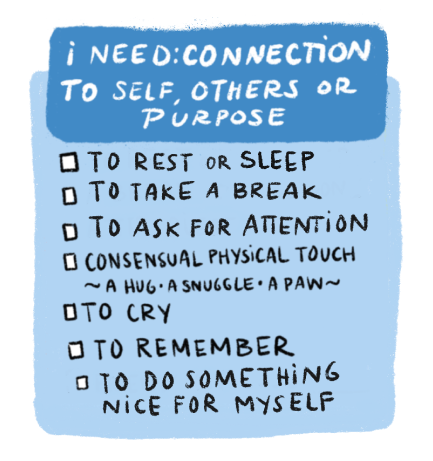 i NEED: CONNECTiON
TO SELF, OTHERS OR
PURPOSE
TO REST OR SLEEP
TO TAKE A BREAK
TO ASK FOR ATTENTiON
CONSENSUAL PHYSICAL TOUCH
~ A HUG · A SNUGGLE · A PAW ~
TO CRY
TO REMEMBER
TO DO SOMETHiNG
NiCE FOR MYSELF